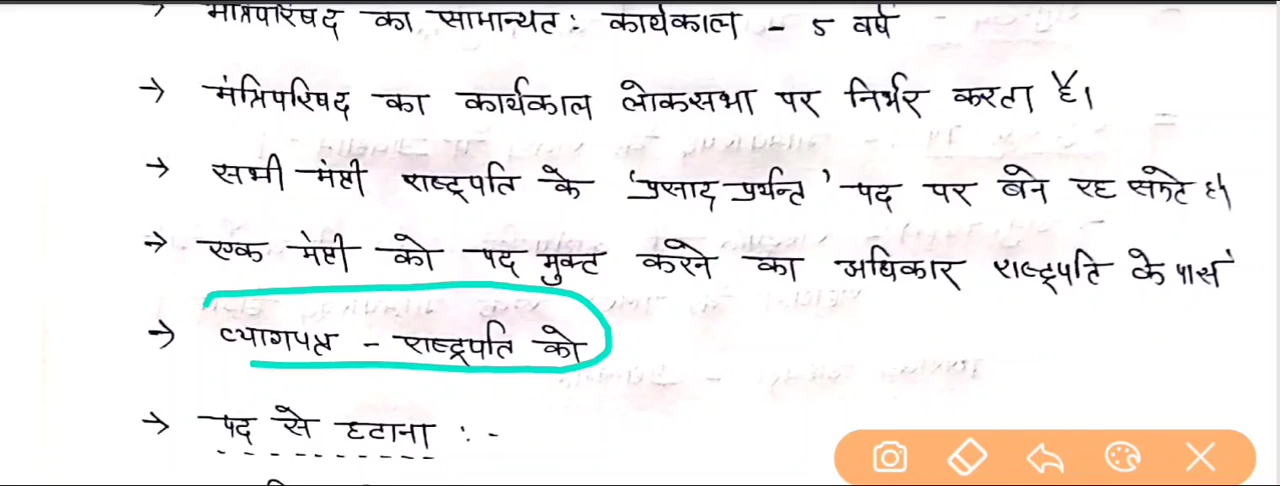 → मंत्रिपरिषद का सामान्यत: कार्यकाल - 5 वर्ष
→ मंत्रिपरिषद का कार्यकाल लोकसभा पर निर्भर करता है।
→ सभी मंत्री राष्ट्रपति के 'प्रसाद प्रर्यन्त' पद पर बने रह सकते हैं।
→ एक मंत्री को पद मुक्त करने का अधिकार राष्ट्रपति के पास
→ त्यागपत्र - राष्ट्रपति को
→ पद से हटाना : -